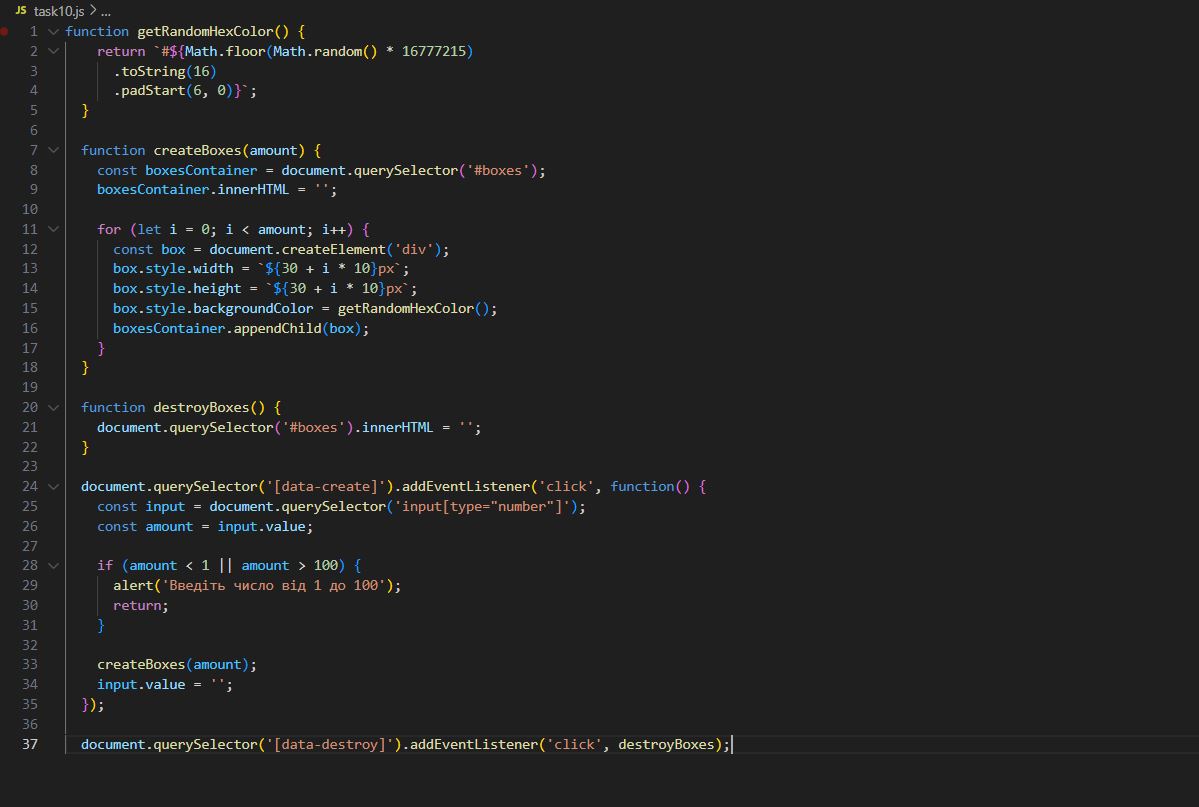 JS task10.js > ...
1 function getRandomHexColor() {
2 return `#${Math.floor(Math.random() * 16777215)
3 .toString(16)
4 .padStart(6, 0)}`;
5 }
6
7 function createBoxes(amount) {
8 const boxesContainer = document.querySelector('#boxes');
9 boxesContainer.innerHTML = '';
10
11 for (let i = 0; i < amount; i++) {
12 const box = document.createElement('div');
13 box.style.width = `${30 + i * 10}px`;
14 box.style.height = `${30 + i * 10}px`;
15 box.style.backgroundColor = getRandomHexColor();
16 boxesContainer.appendChild(box);
17 }
18 }
19
20 function destroyBoxes() {
21 document.querySelector('#boxes').innerHTML = '';
22 }
23
24 document.querySelector('[data-create]').addEventListener('click', function() {
25 const input = document.querySelector('input[type="number"]');
26 const amount = input.value;
27
28 if (amount < 1 || amount > 100) {
29 alert('Введіть число від 1 до 100');
30 return;
31 }
32
33 createBoxes(amount);
34 input.value = '';
35 });
36
37 document.querySelector('[data-destroy]').addEventListener('click', destroyBoxes);